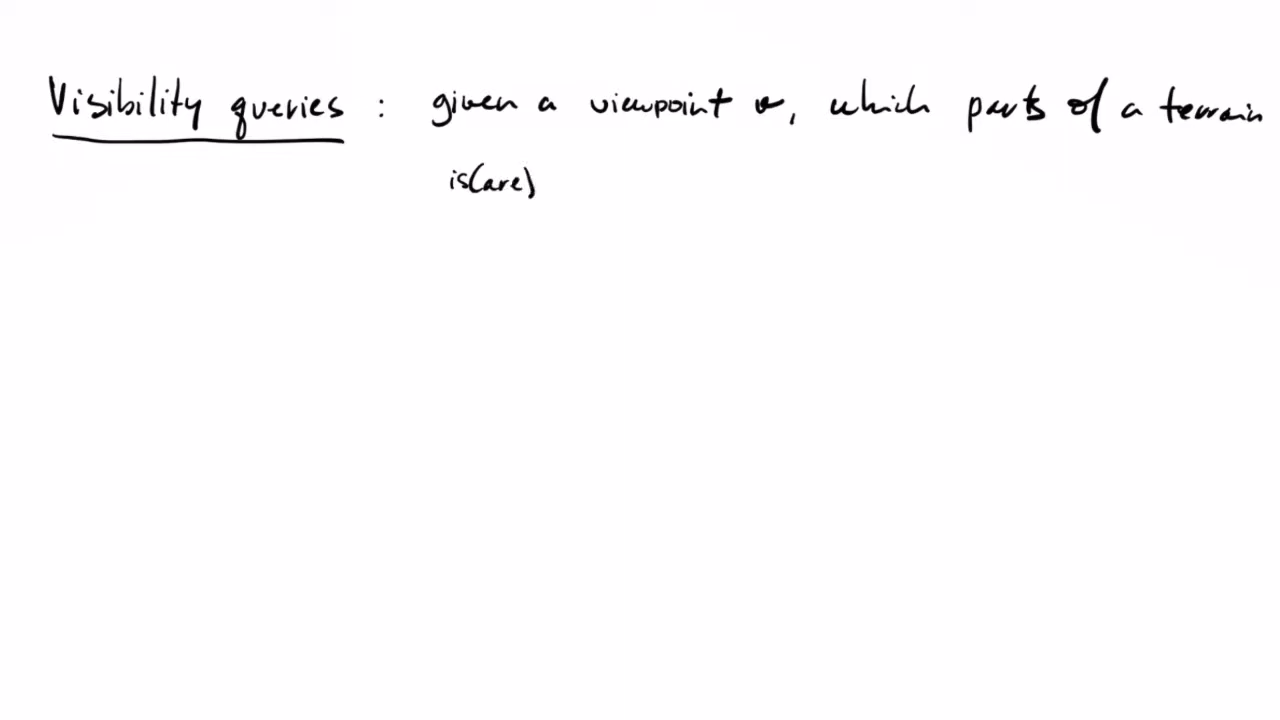 Visibility queries : given a viewpoint v, which parts of a terrain
is(are)